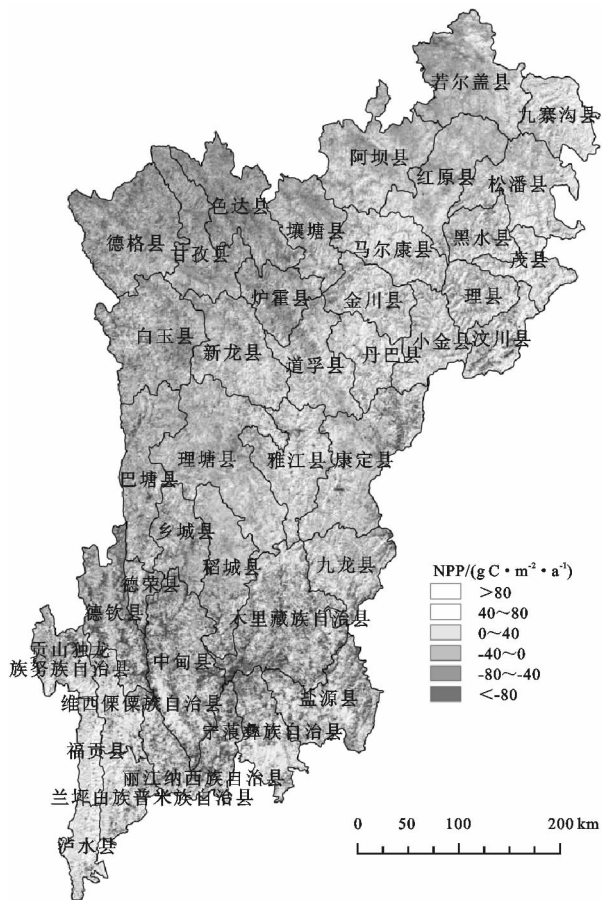 若尔盖县
九寨沟县
阿坝县
红原县
松潘县
色达县
壤塘县
德格县
甘孜县
马尔康县
黑水县
茂县
炉霍县
金川县
理县
白玉县
新龙县
道孚县
丹巴县
小金县
汶川县
理塘县
雅江县
康定县
巴塘县
乡城县
稻城县
九龙县
德荣县
德钦县
木里藏族自治县
贡山独龙
族怒族自治县
中甸县
维西傈僳族自治县
盐源县
宁蒗彝族自治县
福贡县
丽江纳西族自治县
兰坪白族普米族自治县
泸水县
NPP/(g C·m⁻²·a⁻¹)
>80
40～80
0～40
-40～0
-80～-40
<-80
0 50 100 200 km